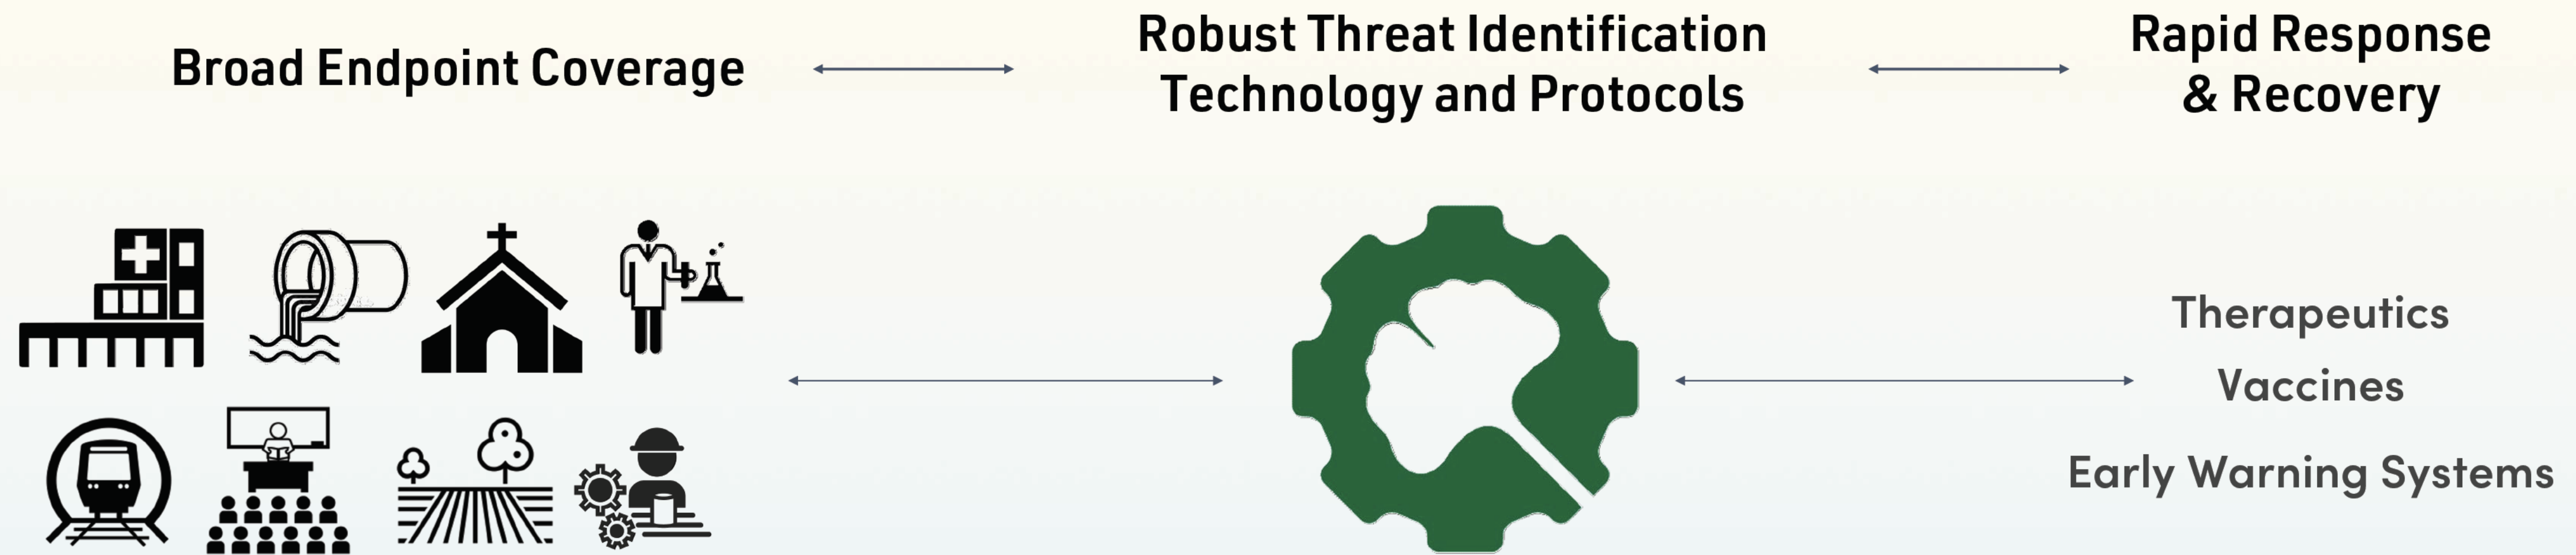 Broad Endpoint Coverage
Robust Threat Identification
Technology and Protocols
Rapid Response
& Recovery
Therapeutics
Vaccines
Early Warning Systems